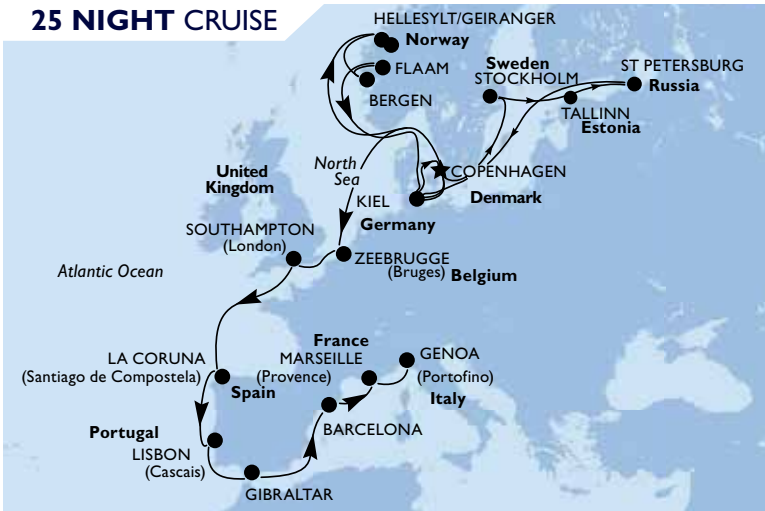 25 NIGHT CRUISE
HELLESYLT/GEIRANGER
Norway
FLAAM
BERGEN
Sweden
STOCKHOLM
ST PETERSBURG
Russia
TALLINN
Estonia
North
Sea
COPENHAGEN
Denmark
KIEL
Germany
United
Kingdom
SOUTHAMPTON
(London)
ZEEBRUGGE
(Bruges) Belgium
Atlantic Ocean
France
MARSEILLE
(Provence)
GENOA
(Portofino)
Italy
LA CORUNA
(Santiago de Compostela)
Spain
BARCELONA
Portugal
LISBON
(Cascais)
GIBRALTAR